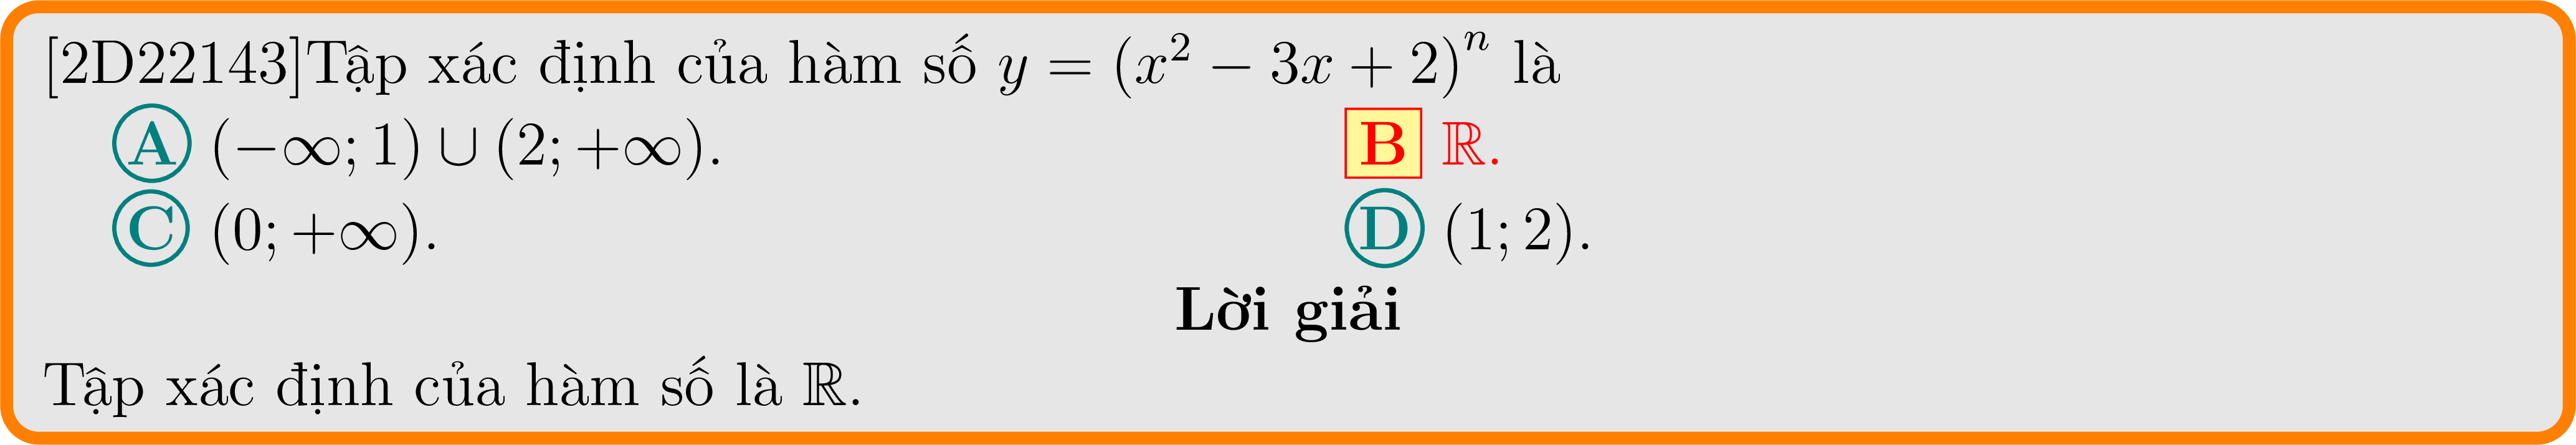 [2D22143]Tập xác định của hàm số $y = (x^2 - 3x + 2)^n$ là
A $(-\infty; 1) \cup (2; +\infty)$. B $\mathbb{R}$.
C $(0; +\infty)$. D $(1; 2)$.
Lời giải
Tập xác định của hàm số là $\mathbb{R}$.